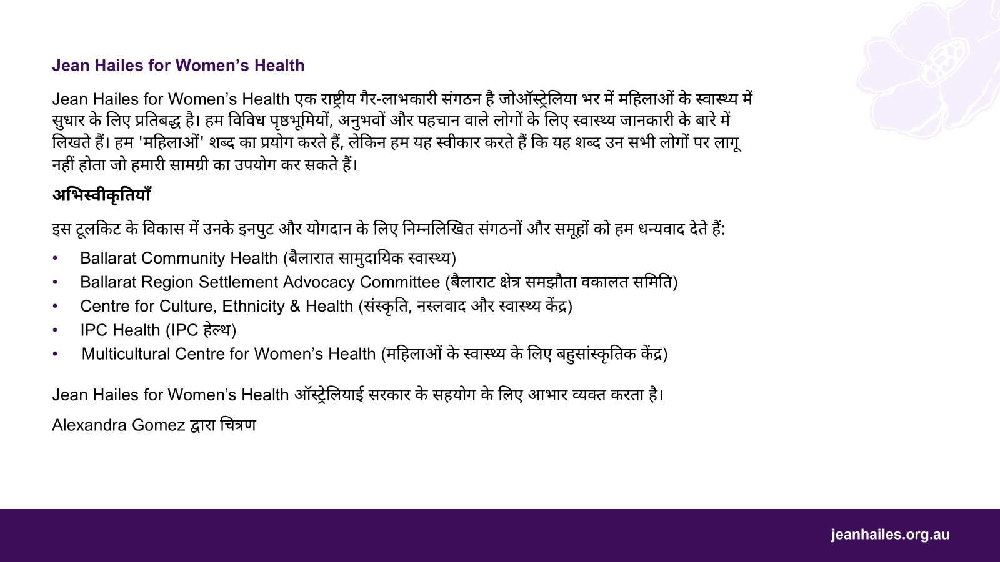 Jean Hailes for Women’s Health
Jean Hailes for Women’s Health एक राष्ट्रीय गैर-लाभकारी संगठन है जोऑस्ट्रेलिया भर में महिलाओं के स्वास्थ्य में
सुधार के लिए प्रतिबद्ध है। हम विविध पृष्ठभूमियों, अनुभवों और पहचान वाले लोगों के लिए स्वास्थ्य जानकारी के बारे में
लिखते हैं। हम 'महिलाओं' शब्द का प्रयोग करते हैं, लेकिन हम यह स्वीकार करते हैं कि यह शब्द उन सभी लोगों पर लागू
नहीं होता जो हमारी सामग्री का उपयोग कर सकते हैं।
अभिस्वीकृतियाँ
इस टूलकिट के विकास में उनके इनपुट और योगदान के लिए निम्नलिखित संगठनों और समूहों को हम धन्यवाद देते हैं:
• Ballarat Community Health (बैलारात सामुदायिक स्वास्थ्य)
• Ballarat Region Settlement Advocacy Committee (बैलाराट क्षेत्र समझौता वकालत समिति)
• Centre for Culture, Ethnicity & Health (संस्कृति, नस्लवाद और स्वास्थ्य केंद्र)
• IPC Health (IPC हेल्थ)
• Multicultural Centre for Women’s Health (महिलाओं के स्वास्थ्य के लिए बहुसांस्कृतिक केंद्र)
Jean Hailes for Women’s Health ऑस्ट्रेलियाई सरकार के सहयोग के लिए आभार व्यक्त करता है।
Alexandra Gomez द्वारा चित्रण
jeanhailes.org.au